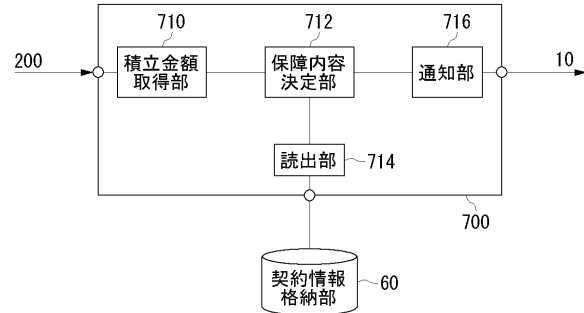 710
712
716
200
積立金額
取得部
保障内容
決定部
通知部
10
読出部
714
700
契約情報
格納部
60